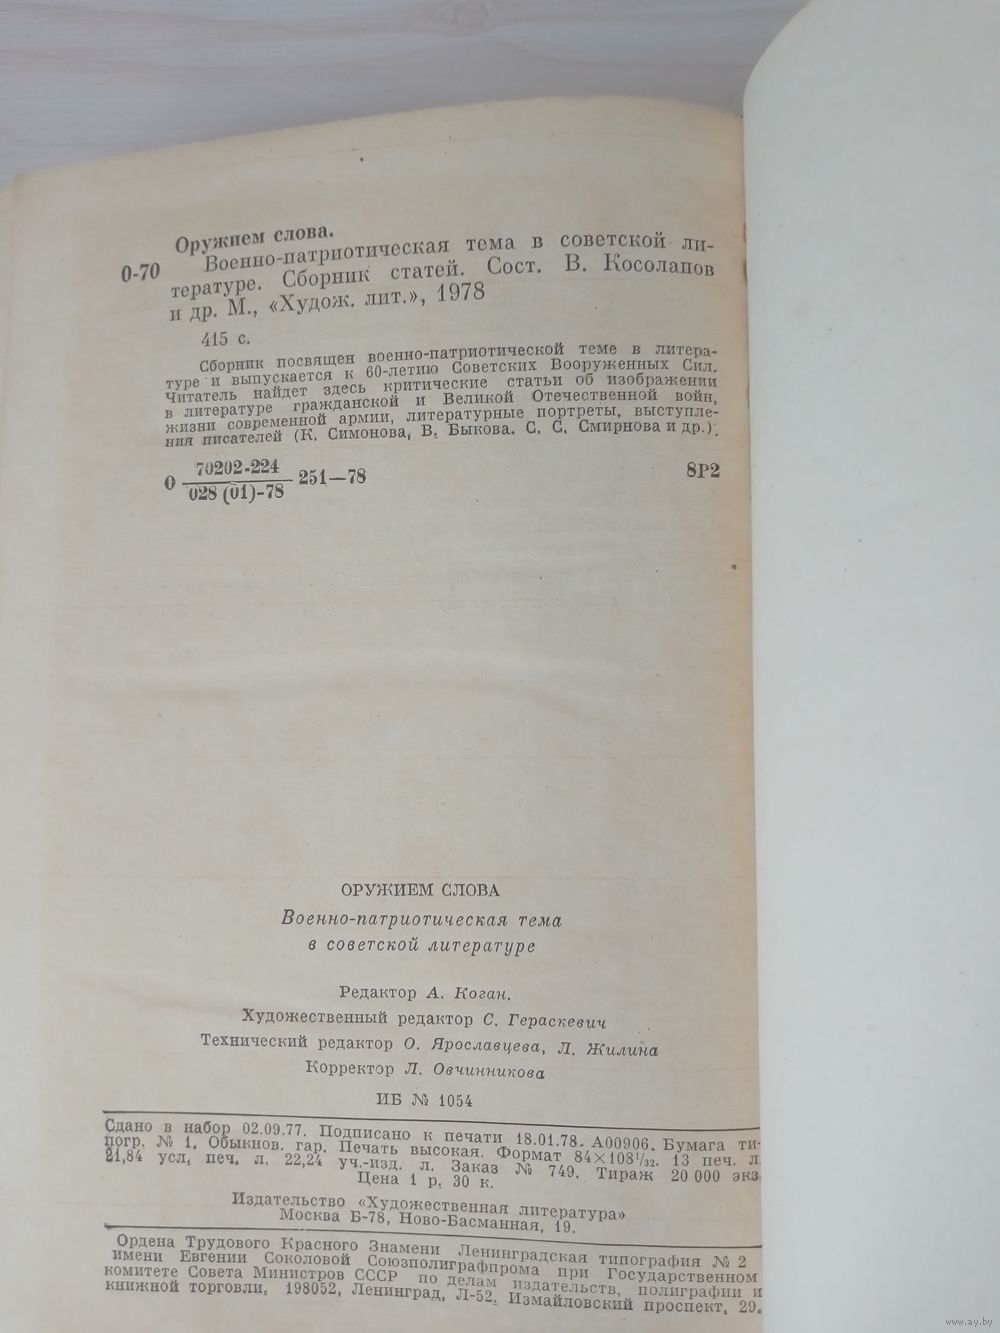 Оружием слова.
О-70 Военно-патриотическая тема в советской ли-
тературе. Сборник статей. Сост. В. Косолапов
и др. М., «Худож. лит.», 1978
415 с.
Сборник посвящен военно-патриотической теме в литера-
туре и выпускается к 60-летию Советских Вооруженных Сил.
Читатель найдет здесь критические статьи об изображении
в литературе гражданской и Великой Отечественной войн,
жизни современной армии, литературные портреты, выступле-
ния писателей (К. Симонова, В. Быкова. С. С. Смирнова и др.).
О 70202-224
028 (01)-78 251—78 8Р2
ОРУЖИЕМ СЛОВА
Военно-патриотическая тема
в советской литературе
Редактор А. Коган.
Художественный редактор С. Гераскевич
Технический редактор О. Ярославцева, Л. Жилина
Корректор Л. Овчинникова
ИБ № 1054
Сдано в набор 02.09.77. Подписано к печати 18.01.78. А00906. Бумага ти-
погр. № 1. Обыкнов. гар. Печать высокая. Формат 84×108¹/₃₂. 13 печ. л.
21,84 усл. печ. л. 22,24 уч.-изд. л. Заказ № 749. Тираж 20 000 экз.
Цена 1 р. 30 к.
Издательство «Художественная литература»
Москва Б-78, Ново-Басманная, 19.
Ордена Трудового Красного Знамени Ленинградская типография № 2
имени Евгении Соколовой Союзполиграфпрома при Государственном
комитете Совета Министров СССР по делам издательств, полиграфии и
книжной торговли. 198052, Ленинград, Л-52, Измайловский проспект, 29.
www.ay.by